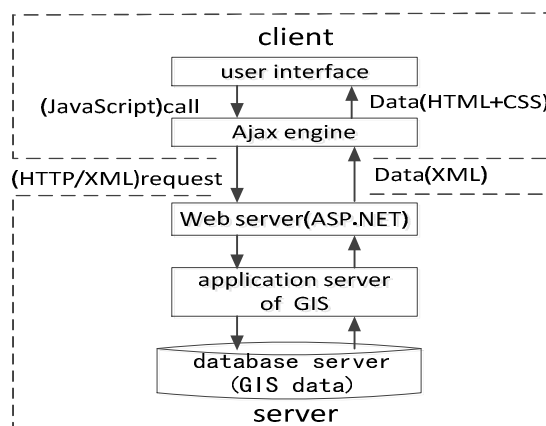 client
user interface
(JavaScript)call
Data(HTML+CSS)
Ajax engine
(HTTP/XML)request
Data(XML)
Web server(ASP.NET)
application server
of GIS
database server
(GIS data)
server